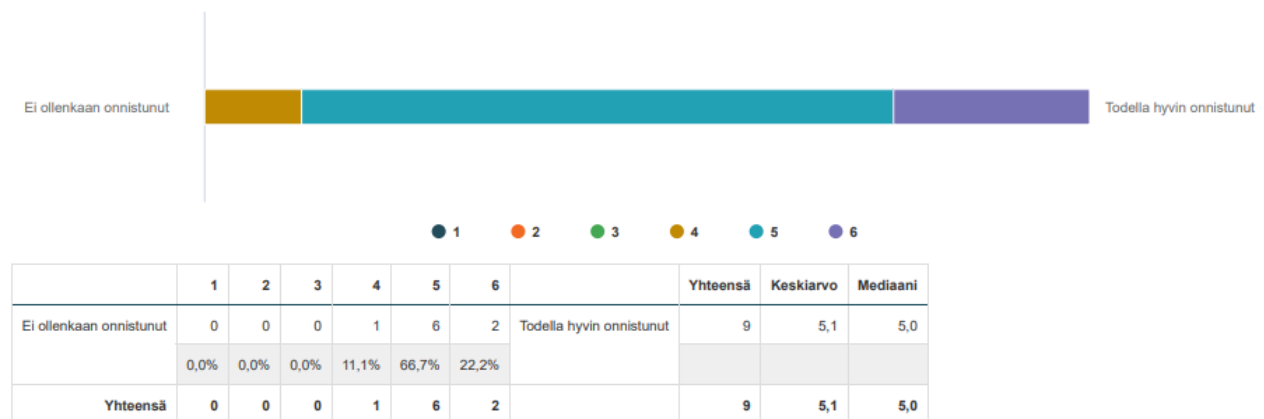 Ei ollenkaan onnistunut Todella hyvin onnistunut
1 2 3 4 5 6
1 2 3 4 5 6 Yhteensä Keskiarvo Mediaani
Ei ollenkaan onnistunut 0 0 0 1 6 2 Todella hyvin onnistunut 9 5,1 5,0
0,0% 0,0% 0,0% 11,1% 66,7% 22,2%
Yhteensä 0 0 0 1 6 2 9 5,1 5,0